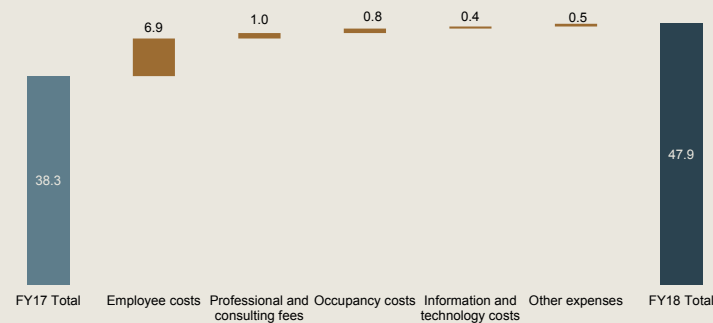 6.9
1.0
0.8
0.4
0.5
38.3
47.9
FY17 Total
Employee costs
Professional and
consulting fees
Occupancy costs
Information and
technology costs
Other expenses
FY18 Total